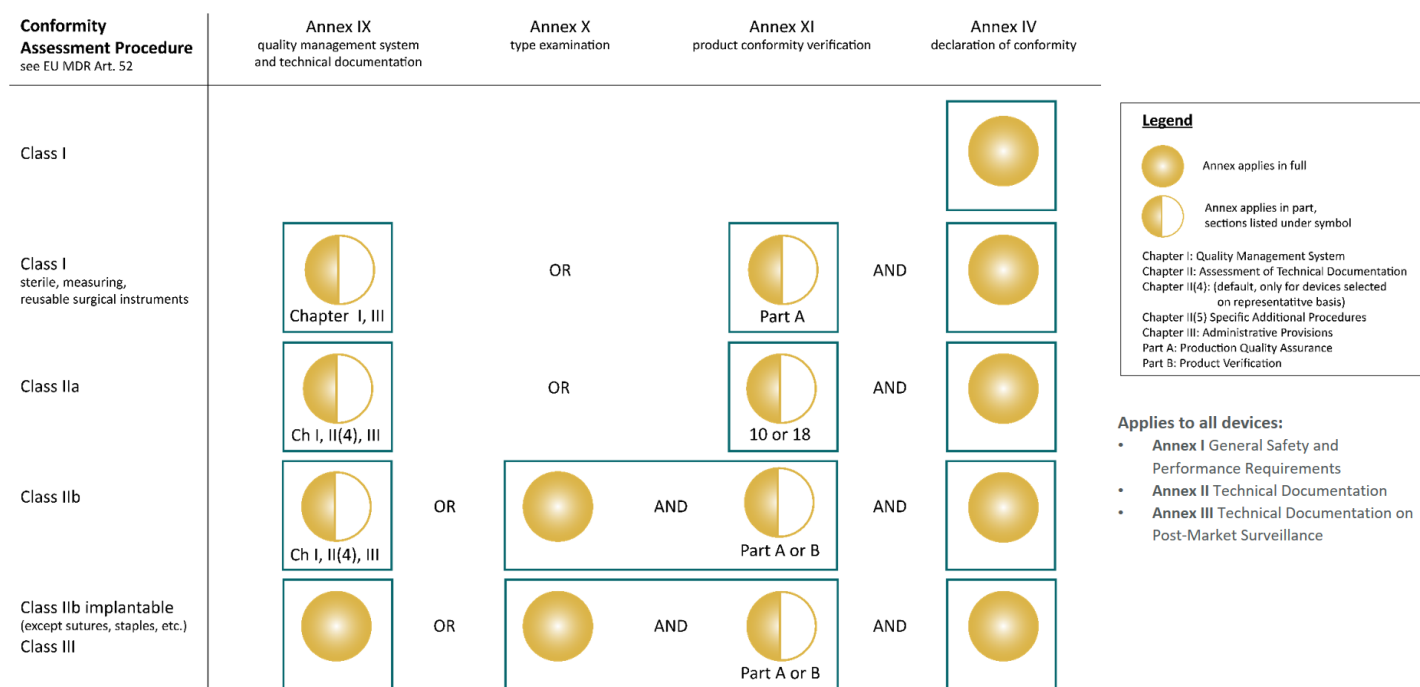 Conformity
Assessment Procedure
see EU MDR Art. 52
Annex IX
quality management system
and technical documentation
Annex X
type examination
Annex XI
product conformity verification
Annex IV
declaration of conformity
Class I
Class I
sterile, measuring,
reusable surgical instruments
Chapter I, III
OR
Part A
AND
Class IIa
Ch I, II(4), III
OR
10 or 18
AND
Class IIb
Ch I, II(4), III
OR
AND
Part A or B
AND
Class IIb implantable
(except sutures, staples, etc.)
Class III
OR
AND
Part A or B
AND
Legend
Annex applies in full
Annex applies in part,
sections listed under symbol
Chapter I: Quality Management System
Chapter II: Assessment of Technical Documentation
Chapter II(4): (default, only for devices selected
on representatitve basis)
Chapter II(5) Specific Additional Procedures
Chapter III: Administrative Provisions
Part A: Production Quality Assurance
Part B: Product Verification
Applies to all devices:
• Annex I General Safety and
Performance Requirements
• Annex II Technical Documentation
• Annex III Technical Documentation on
Post-Market Surveillance